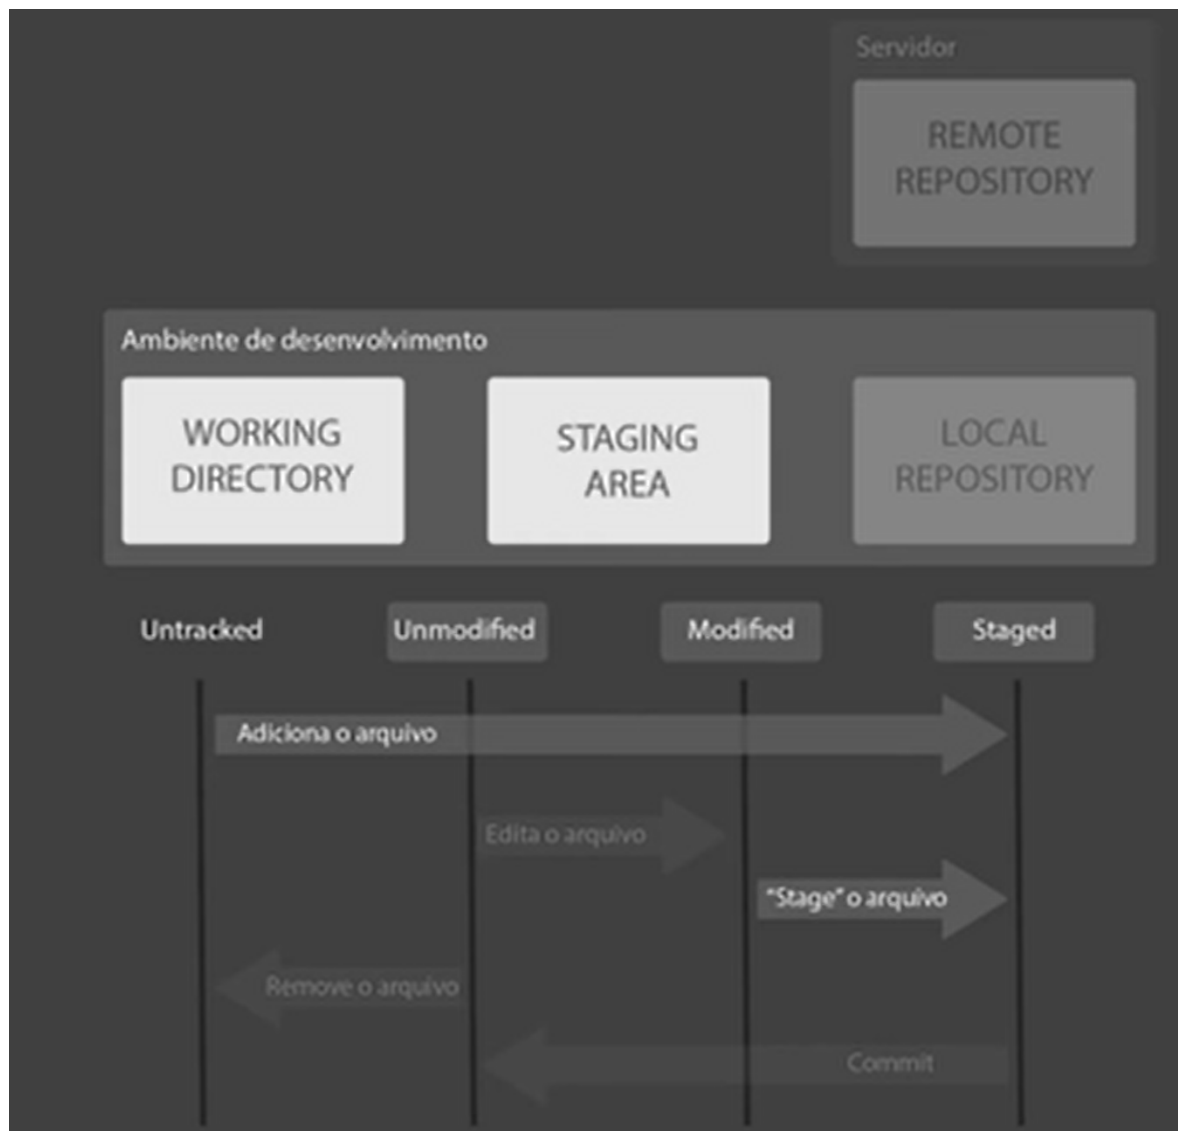 Servidor
REMOTE
REPOSITORY
Ambiente de desenvolvimento
WORKING
DIRECTORY
STAGING
AREA
LOCAL
REPOSITORY
Untracked
Unmodified
Modified
Staged
Adiciona o arquivo
Edita o arquivo
"Stage" o arquivo
Remove o arquivo
Commit